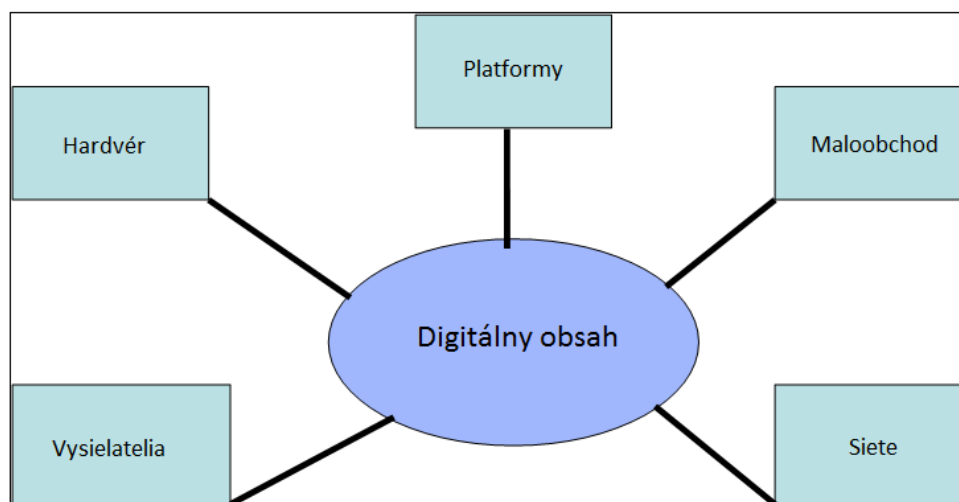 Platformy
Hardvér
Maloobchod
Digitálny obsah
Vysielatelia
Siete